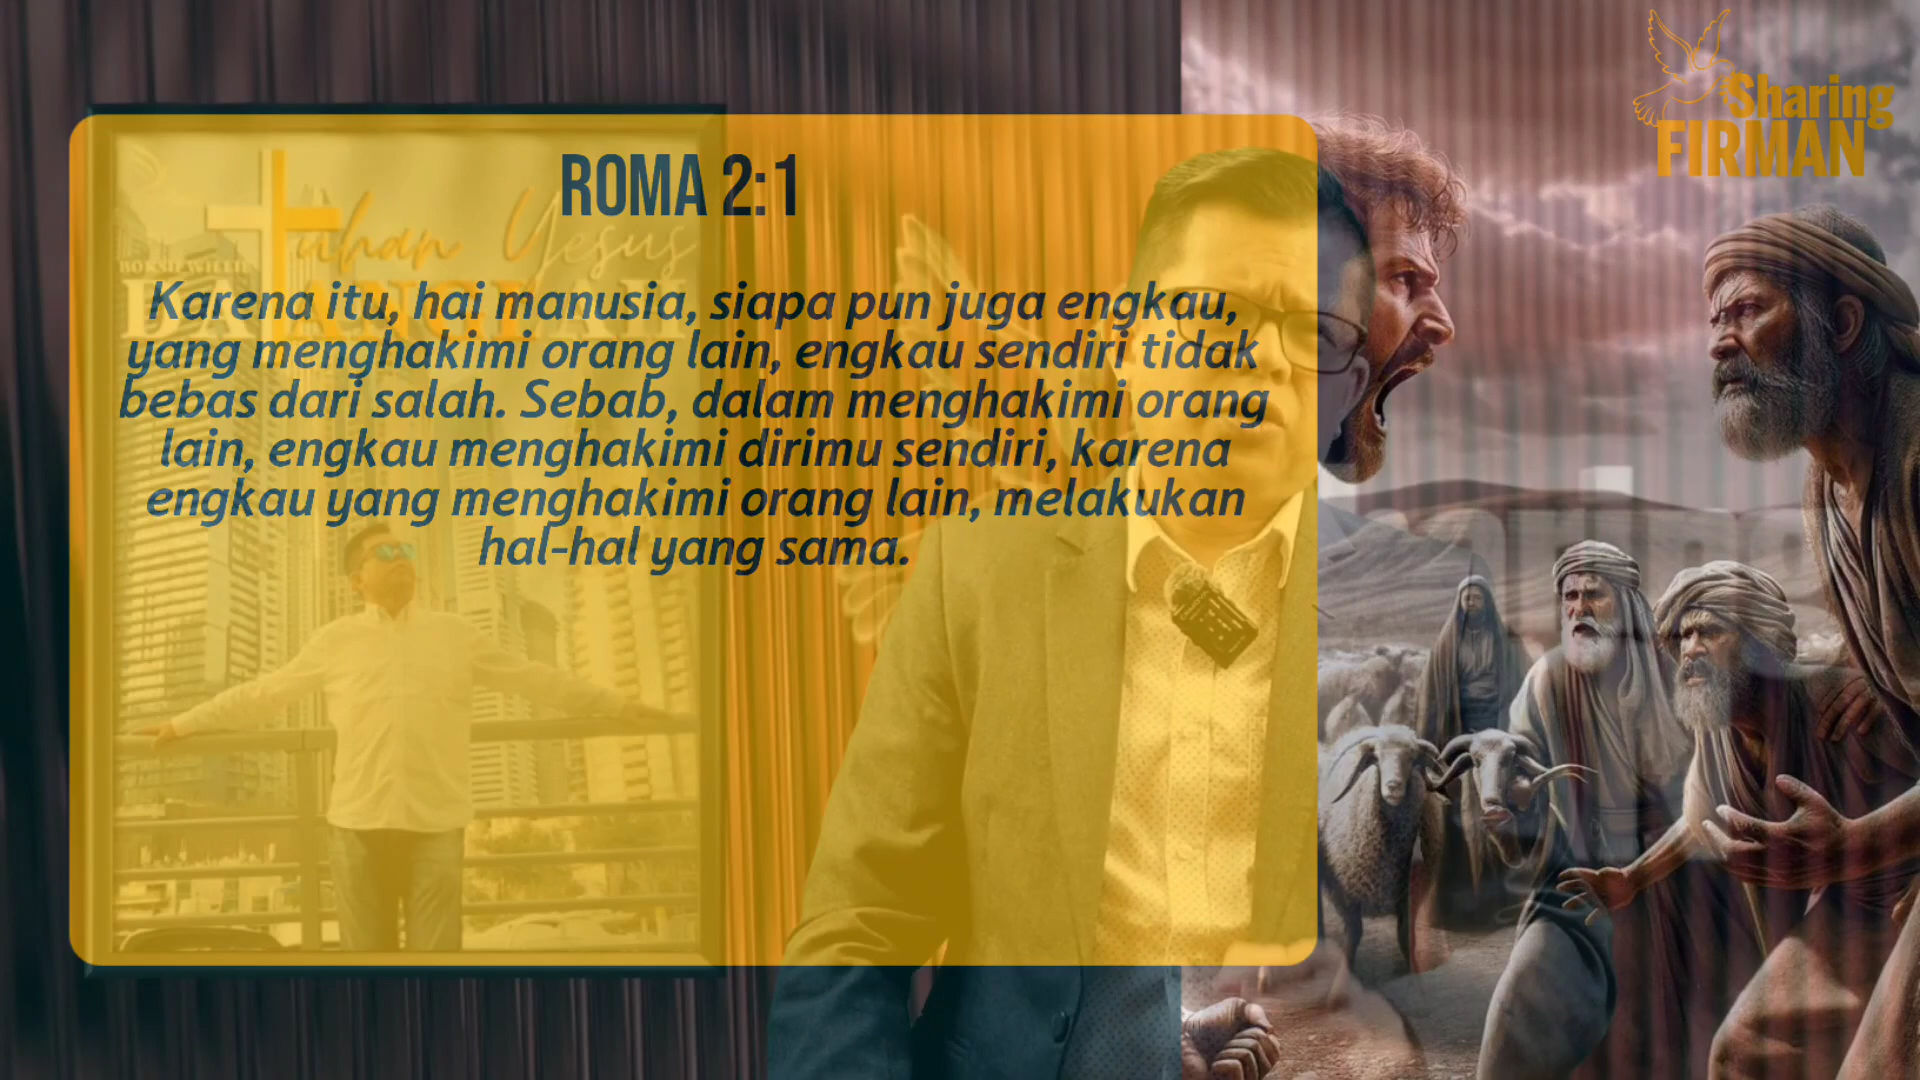 Sharing
FIRMAN
ROMA 2:1
Tuhan Yesus
Karena itu, hai manusia, siapa pun juga engkau,
yang menghakimi orang lain, engkau sendiri tidak
bebas dari salah. Sebab, dalam menghakimi orang
lain, engkau menghakimi dirimu sendiri, karena
engkau yang menghakimi orang lain, melakukan
hal-hal yang sama.